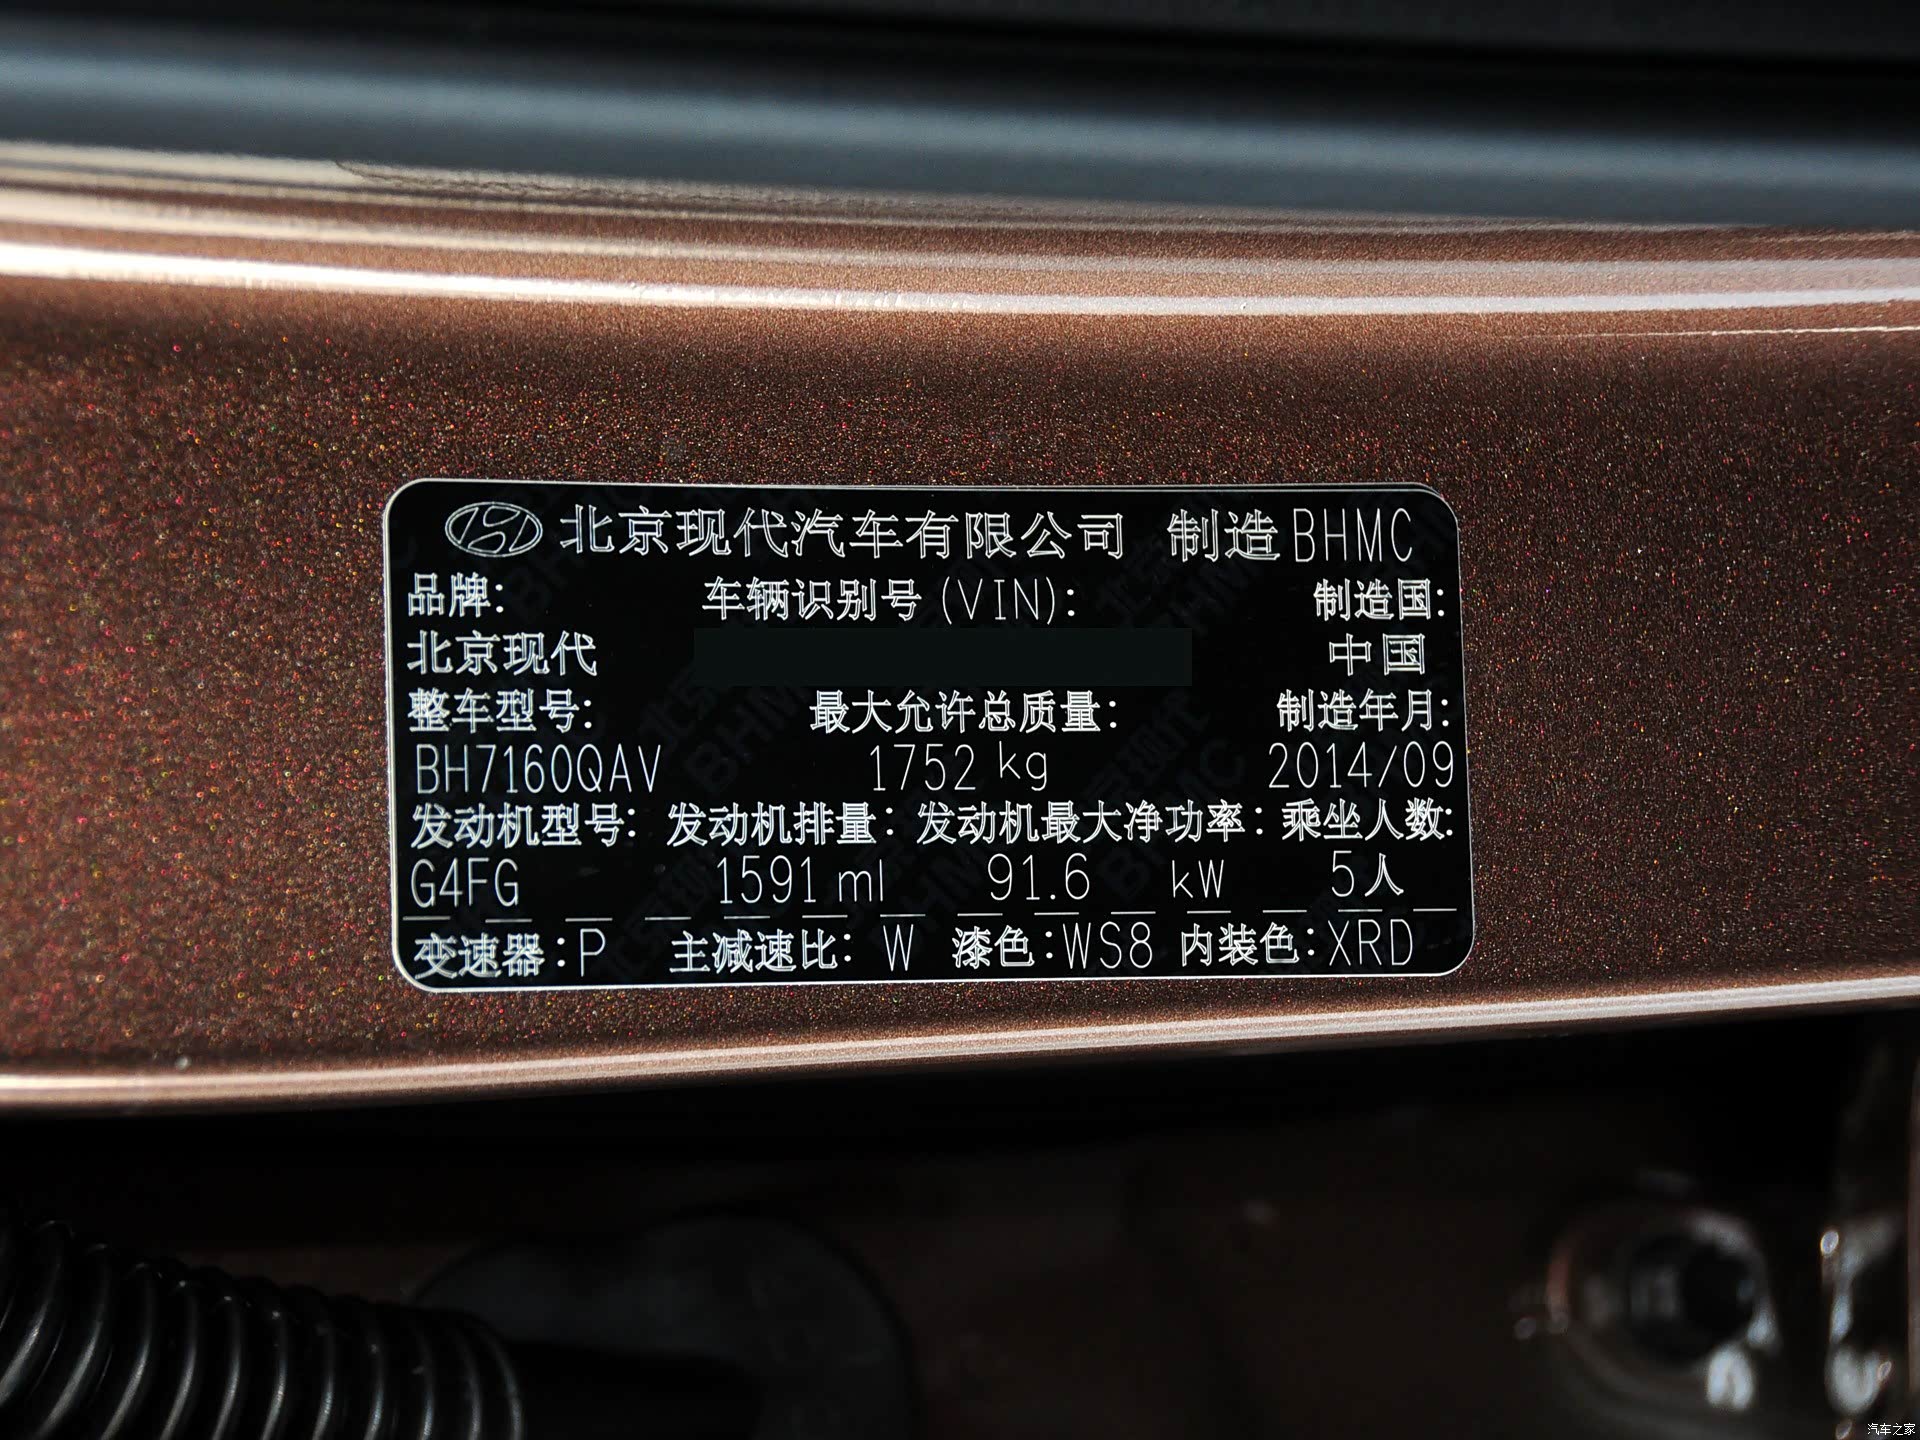 北京现代汽车有限公司 制造 BHMC
品牌: 车辆识别号 (VIN): 制造国:
北京现代 中国
整车型号: 最大允许总质量: 制造年月:
BH7160QAV 1752 kg 2014/09
发动机型号: 发动机排量: 发动机最大净功率: 乘坐人数:
G4FG 1591 ml 91.6 kW 5人
变速器:P 主减速比: W 漆色:WS8 内装色:XRD
汽车之家